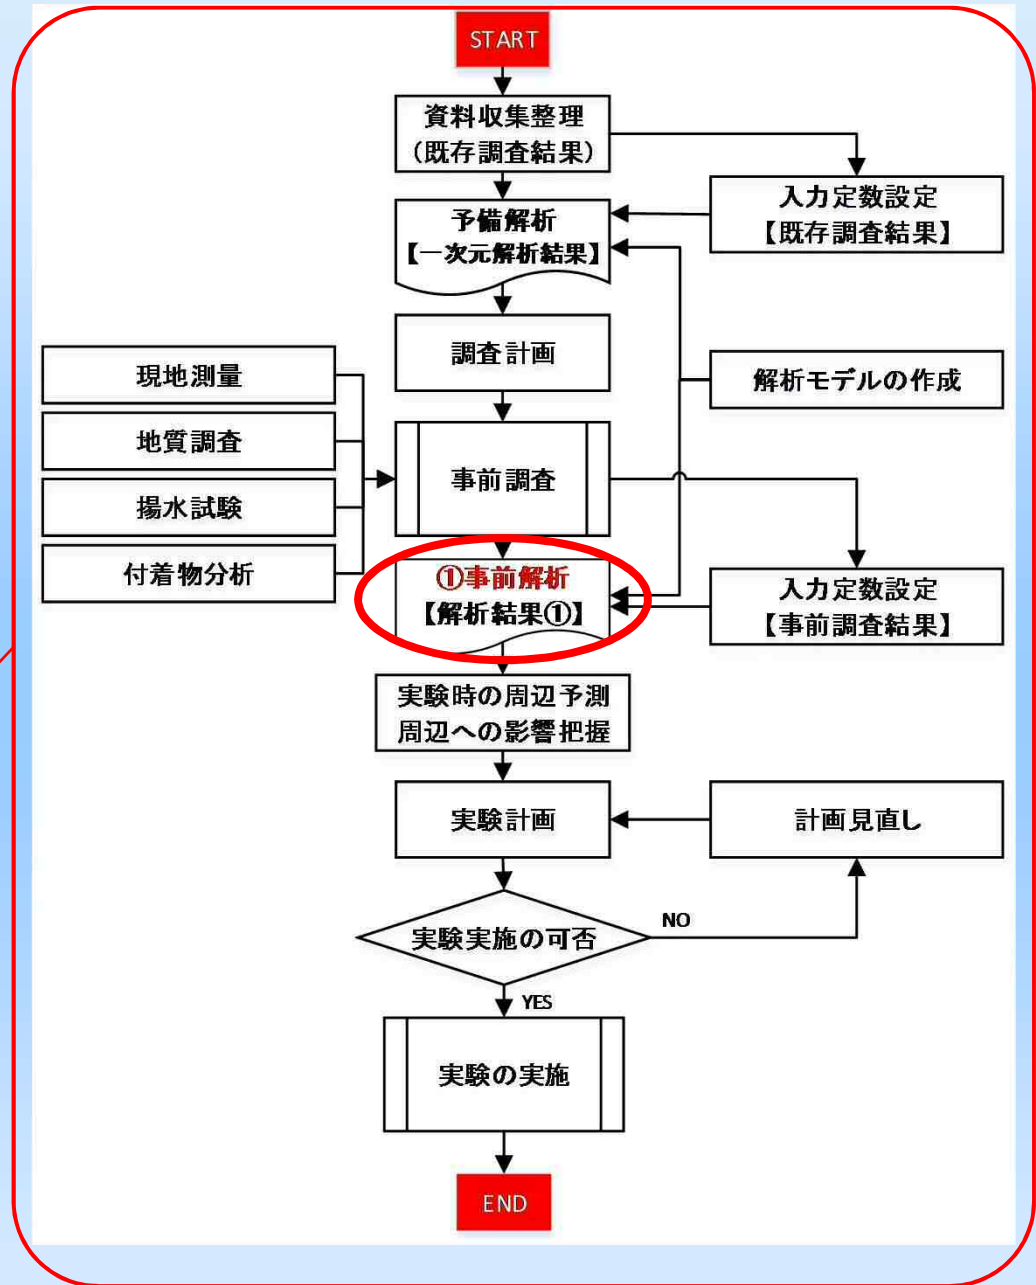 START
資料収集整理
(既存調査結果)
入力定数設定
【既存調査結果】
予備解析
【一次元解析結果】
調査計画
解析モデルの作成
現地測量
地質調査
揚水試験
付着物分析
事前調査
①事前解析
【解析結果①】
入力定数設定
【事前調査結果】
実験時の周辺予測
周辺への影響把握
実験計画
計画見直し
実験実施の可否
NO
YES
実験の実施
END